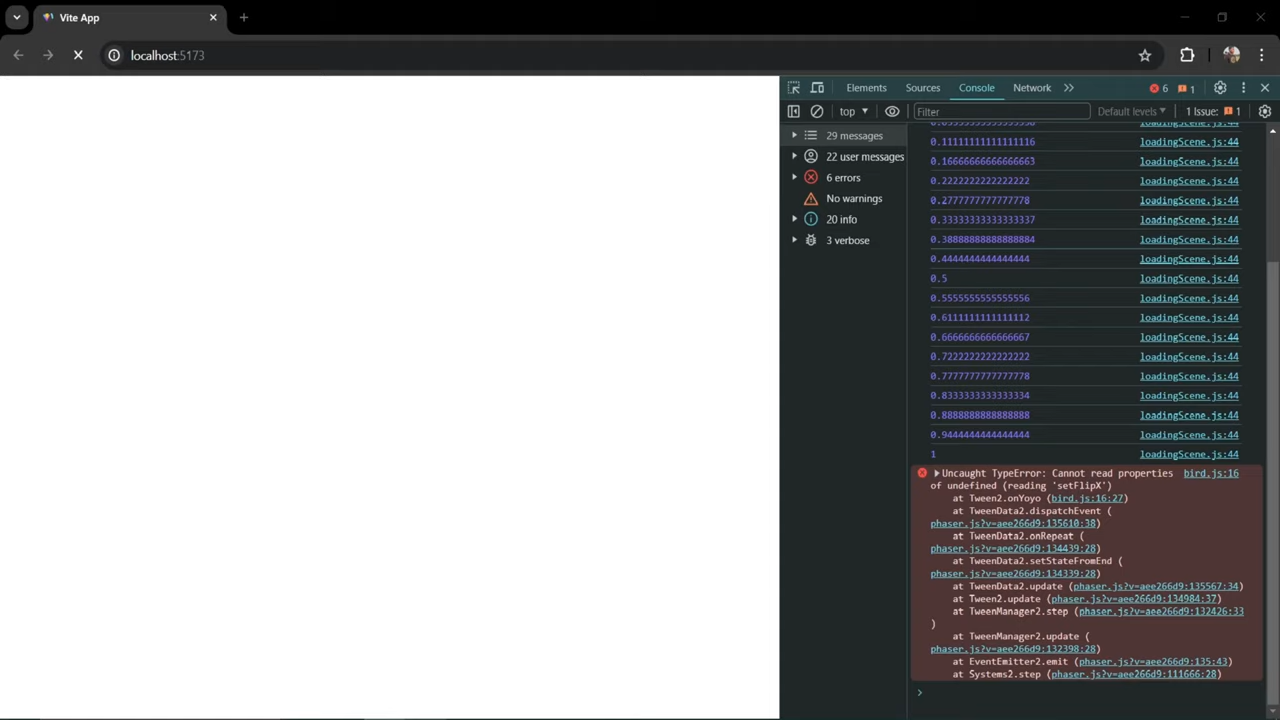 Vite App
localhost:5173
Elements
Sources
Console
Network
6
1
top
Filter
Default levels
1 Issue:
1
29 messages
22 user messages
6 errors
No warnings
20 info
3 verbose
loadingScene.js:44
0.11111111111111116 loadingScene.js:44
0.16666666666666663 loadingScene.js:44
0.2222222222222222 loadingScene.js:44
0.2777777777777778 loadingScene.js:44
0.33333333333333337 loadingScene.js:44
0.38888888888888884 loadingScene.js:44
0.4444444444444444 loadingScene.js:44
0.5 loadingScene.js:44
0.5555555555555556 loadingScene.js:44
0.6111111111111112 loadingScene.js:44
0.6666666666666667 loadingScene.js:44
0.7222222222222222 loadingScene.js:44
0.7777777777777778 loadingScene.js:44
0.8333333333333334 loadingScene.js:44
0.8888888888888888 loadingScene.js:44
0.9444444444444444 loadingScene.js:44
1 loadingScene.js:44
Uncaught TypeError: Cannot read properties bird.js:16
of undefined (reading 'setFlipX')
at Tween2.onYoyo (bird.js:16:27)
at TweenData2.dispatchEvent (
phaser.js?v=aee266d9:135610:38)
at TweenData2.onRepeat (
phaser.js?v=aee266d9:134439:28)
at TweenData2.setStateFromEnd (
phaser.js?v=aee266d9:134339:28)
at TweenData2.update (phaser.js?v=aee266d9:135567:34)
at Tween2.update (phaser.js?v=aee266d9:134984:37)
at TweenManager2.step (phaser.js?v=aee266d9:132426:33
)
at TweenManager2.update (
phaser.js?v=aee266d9:132398:28)
at EventEmitter2.emit (phaser.js?v=aee266d9:135:43)
at Systems2.step (phaser.js?v=aee266d9:111666:28)